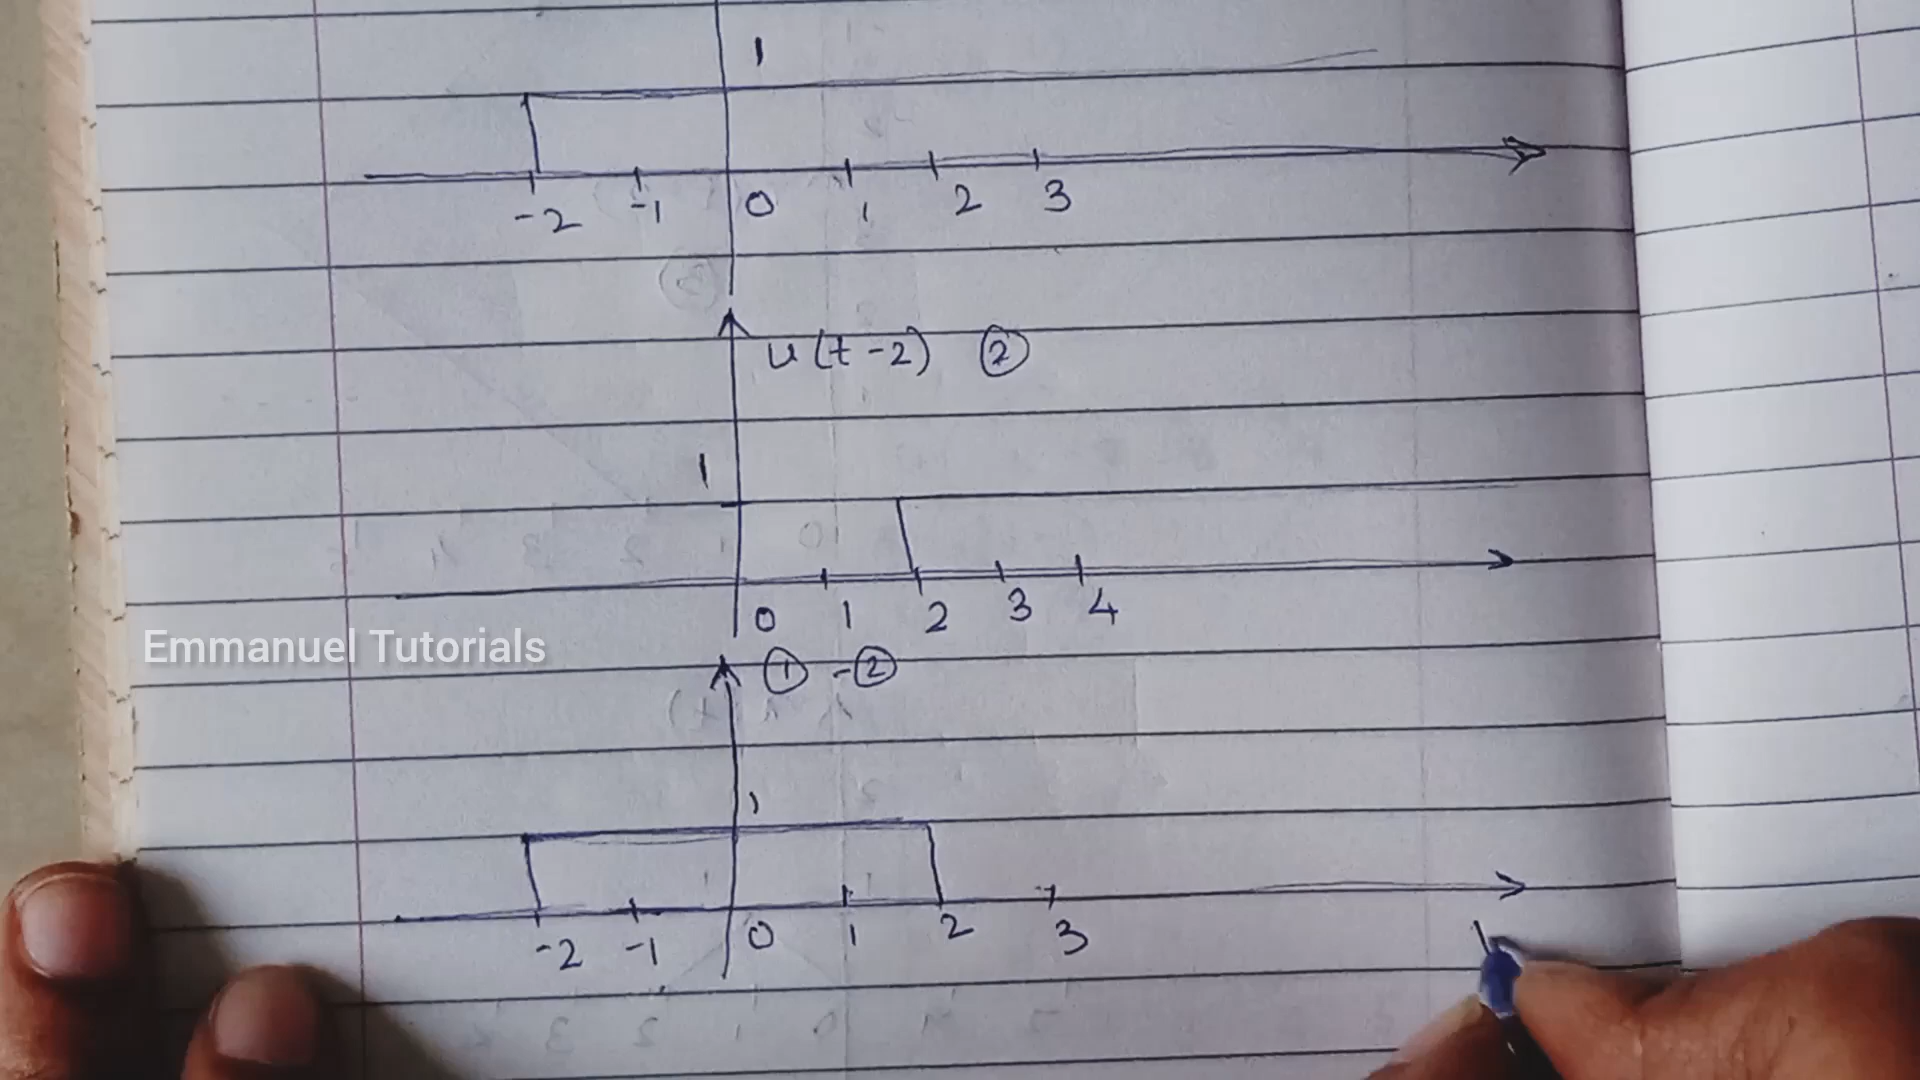 1
-2 -1 0 1 2 3
u(t-2) ②
1
0 1 2 3 4
Emmanuel Tutorials
① -②
1
-2 -1 0 1 2 3